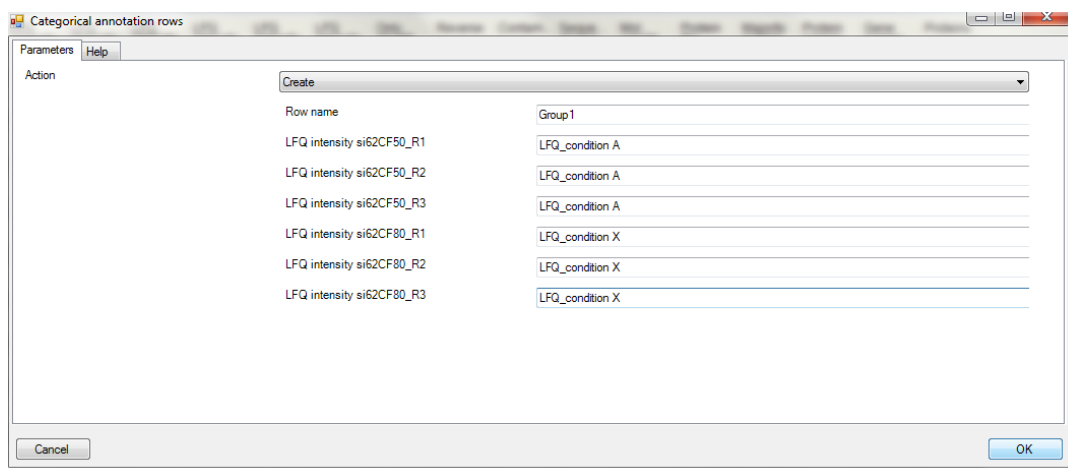 Categorical annotation rows
Parameters Help
Action Create
Row name Group1
LFQ intensity si62CF50_R1 LFQ_condition A
LFQ intensity si62CF50_R2 LFQ_condition A
LFQ intensity si62CF50_R3 LFQ_condition A
LFQ intensity si62CF80_R1 LFQ_condition X
LFQ intensity si62CF80_R2 LFQ_condition X
LFQ intensity si62CF80_R3 LFQ_condition X
Cancel OK